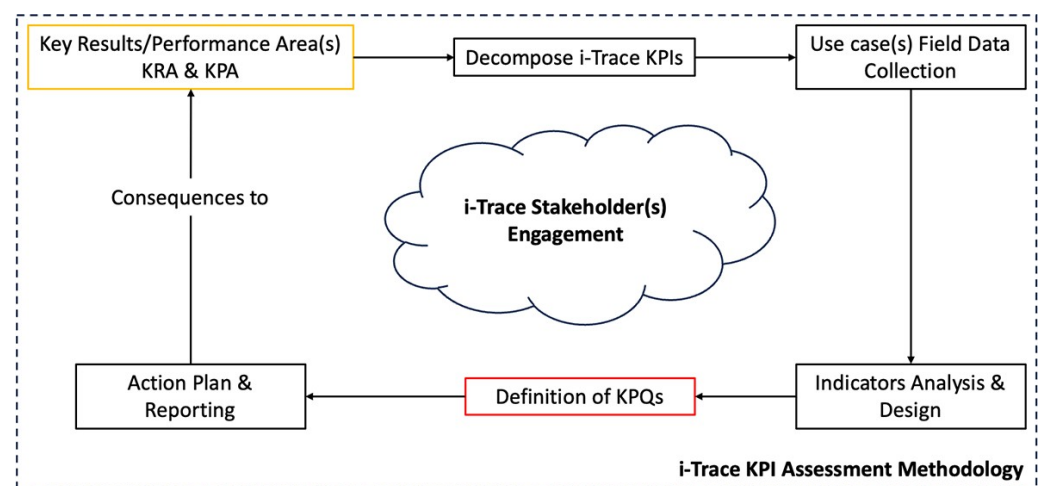 Key Results/Performance Area(s)
KRA & KPA
Decompose i-Trace KPIs
Use case(s) Field Data
Collection
Consequences to
i-Trace Stakeholder(s)
Engagement
Action Plan &
Reporting
Definition of KPQs
Indicators Analysis &
Design
i-Trace KPI Assessment Methodology